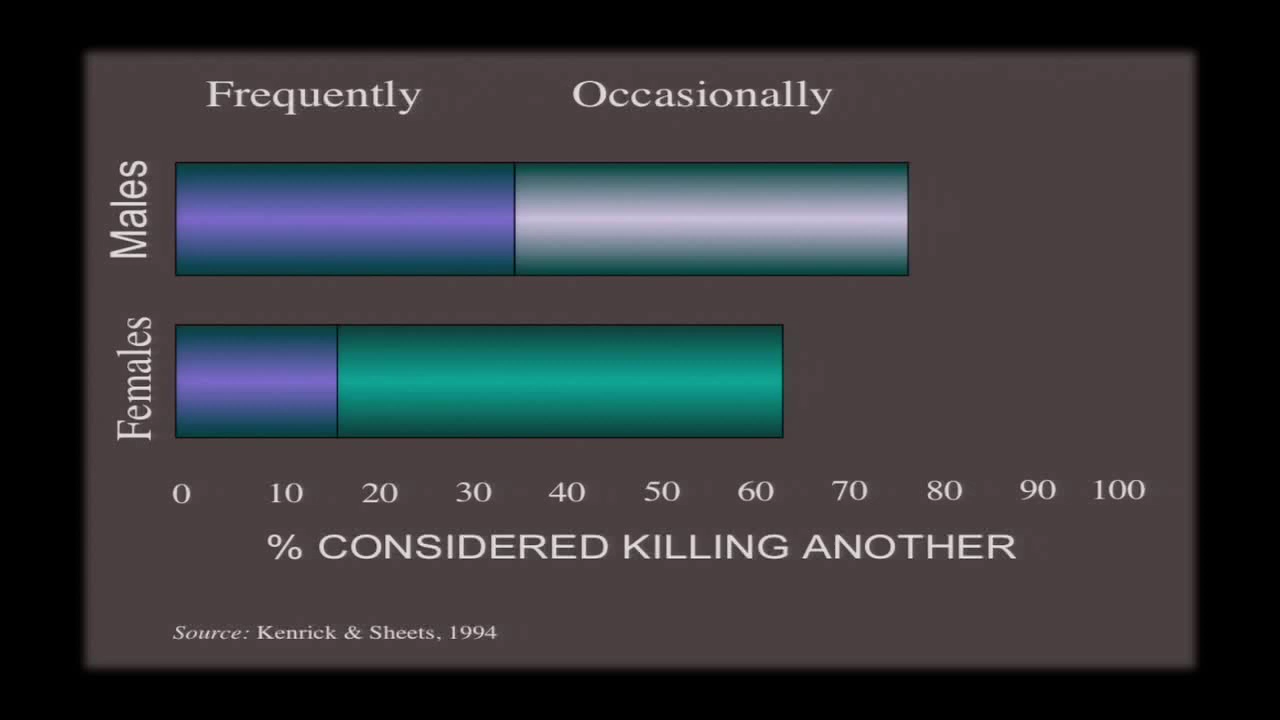 Frequently Occasionally
Males
Females
0 10 20 30 40 50 60 70 80 90 100
% CONSIDERED KILLING ANOTHER
Source: Kenrick & Sheets, 1994